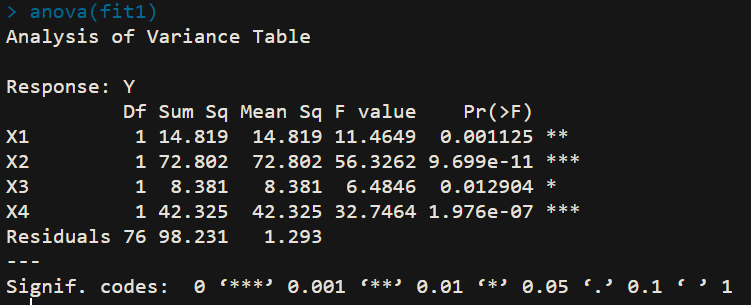 > anova(fit1)
Analysis of Variance Table

Response: Y
          Df Sum Sq Mean Sq F value    Pr(>F)    
X1         1 14.819  14.819 11.4649  0.001125 ** 
X2         1 72.802  72.802 56.3262 9.699e-11 ***
X3         1  8.381   8.381  6.4846  0.012904 *  
X4         1 42.325  42.325 32.7464 1.976e-07 ***
Residuals 76 98.231   1.293                      
---
Signif. codes:  0 ‘***’ 0.001 ‘**’ 0.01 ‘*’ 0.05 ‘.’ 0.1 ‘ ’ 1